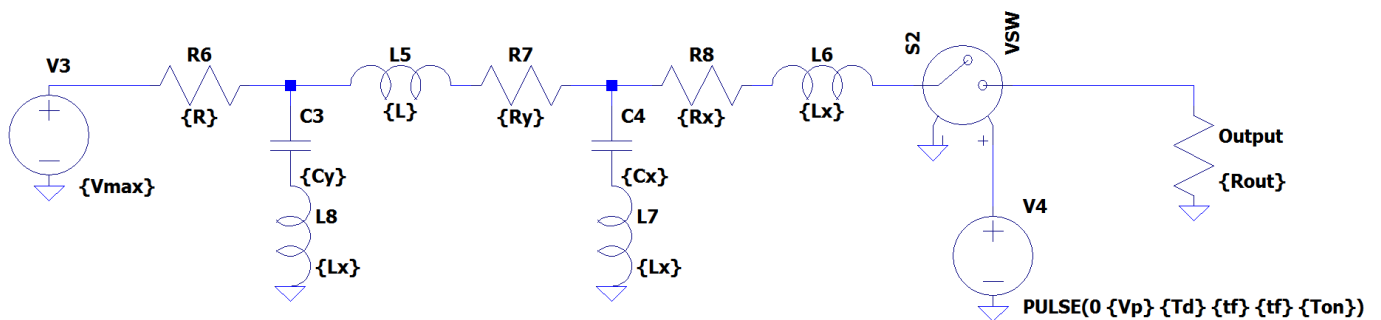 V3
{Vmax}
R6
{R}
C3
{Cy}
L8
{Lx}
L5
{L}
R7
{Ry}
C4
{Cx}
L7
{Lx}
R8
{Rx}
L6
{Lx}
S2
VSW
V4
PULSE(0 {Vp} {Td} {tf} {tf} {Ton})
Output
{Rout}